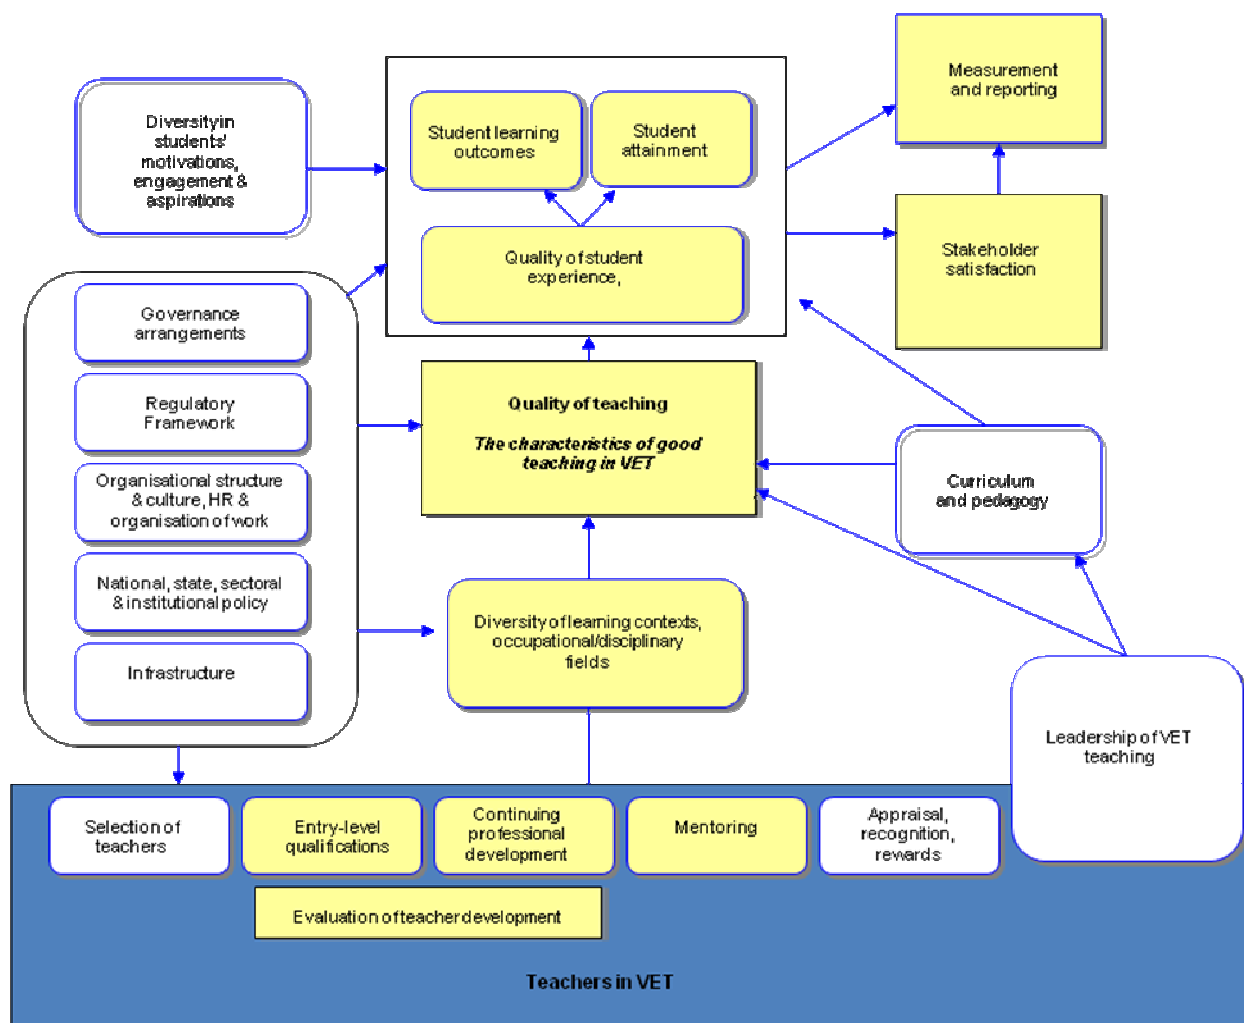 Measurement
and reporting
Diversityin
students'
motivations,
engagement &
aspirations
Student learning
outcomes
Student
attainment
Quality of student
experience,
Stakeholder
satisfaction
Governance
arrangements
Regulatory
Framework
Organisational structure
& culture, HR &
organisation of work
National, state, sectoral
& institutional policy
Infrastructure
Quality of teaching
The characteristics of good
teaching in VET
Curriculum
and pedagogy
Diversity of learning contexts,
occupational/disciplinary
fields
Leadership of VET
teaching
Selection of
teachers
Entry-level
qualifications
Continuing
professional
development
Mentoring
Appraisal,
recognition,
rewards
Evaluation of teacher development
Teachers in VET